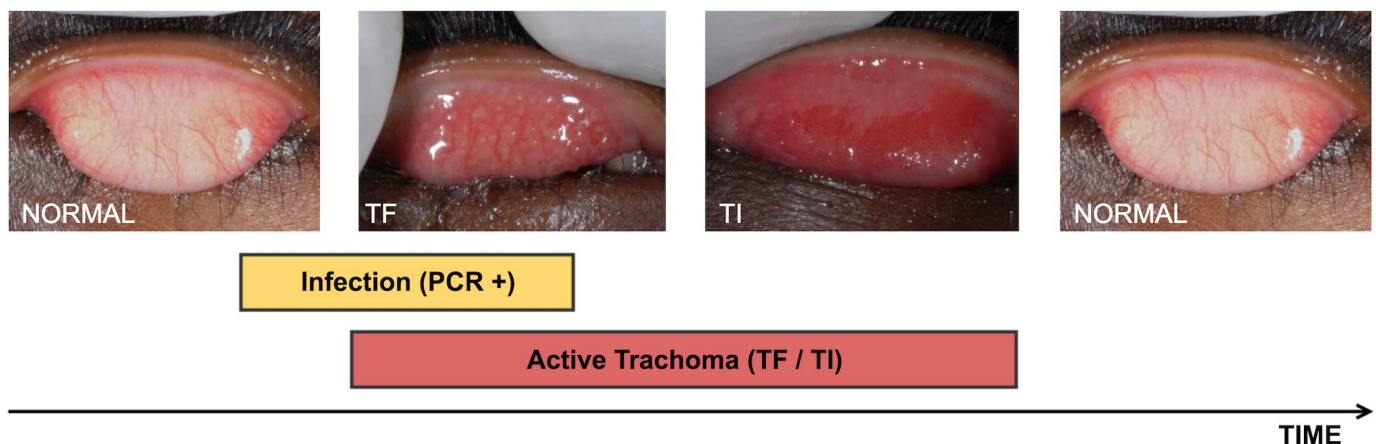 NORMAL
TF
TI
NORMAL
Infection (PCR +)
Active Trachoma (TF / TI)
TIME